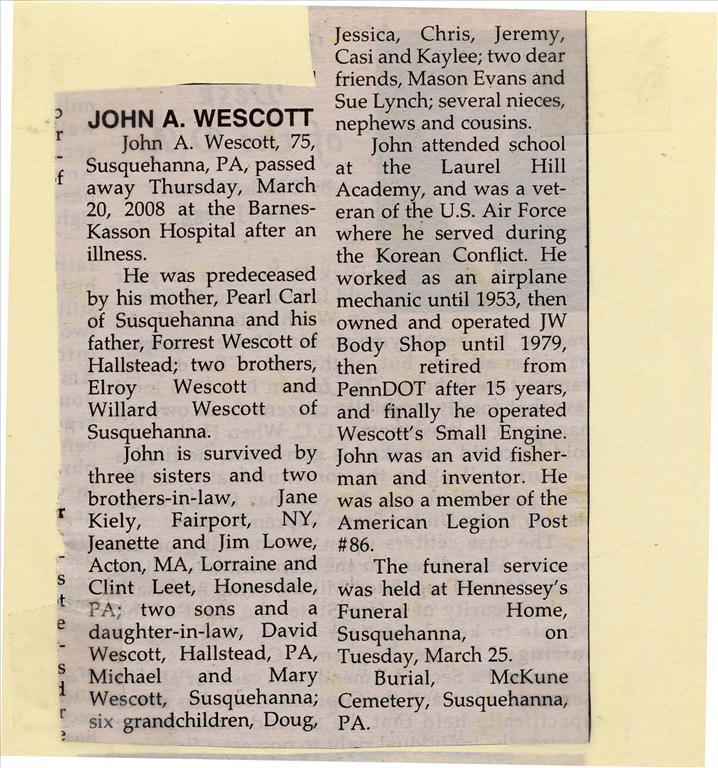 JOHN A. WESCOTT
John A. Wescott, 75,
Susquehanna, PA, passed
away Thursday, March
20, 2008 at the Barnes-
Kasson Hospital after an
illness.
He was predeceased
by his mother, Pearl Carl
of Susquehanna and his
father, Forrest Wescott of
Hallstead; two brothers,
Elroy Wescott and
Willard Wescott of
Susquehanna.
John is survived by
three sisters and two
brothers-in-law, Jane
Kiely, Fairport, NY,
Jeanette and Jim Lowe,
Acton, MA, Lorraine and
Clint Leet, Honesdale,
PA; two sons and a
daughter-in-law, David
Wescott, Hallstead, PA,
Michael and Mary
Wescott, Susquehanna;
six grandchildren, Doug,
Jessica, Chris, Jeremy,
Casi and Kaylee; two dear
friends, Mason Evans and
Sue Lynch; several nieces,
nephews and cousins.
John attended school
at the Laurel Hill
Academy, and was a vet-
eran of the U.S. Air Force
where he served during
the Korean Conflict. He
worked as an airplane
mechanic until 1953, then
owned and operated JW
Body Shop until 1979,
then retired from
PennDOT after 15 years,
and finally he operated
Wescott's Small Engine.
John was an avid fisher-
man and inventor. He
was also a member of the
American Legion Post
#86.
The funeral service
was held at Hennessey's
Funeral Home,
Susquehanna, on
Tuesday, March 25.
Burial, McKune
Cemetery, Susquehanna,
PA.